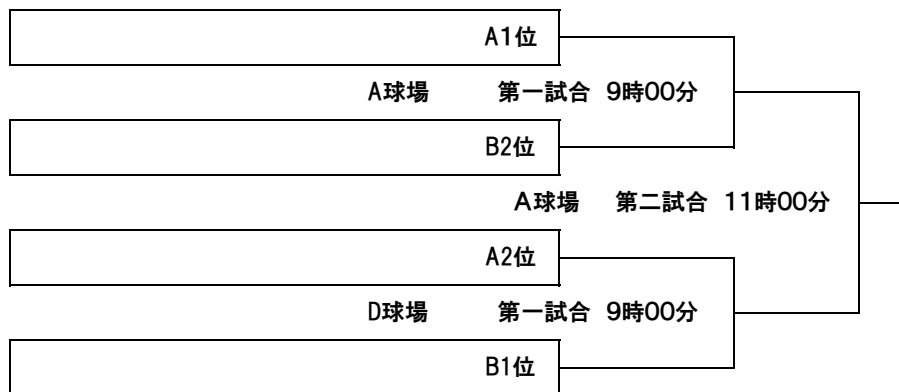 A1位
A球場 第一試合 9時00分
B2位
A球場 第二試合 11時00分
A2位
D球場 第一試合 9時00分
B1位